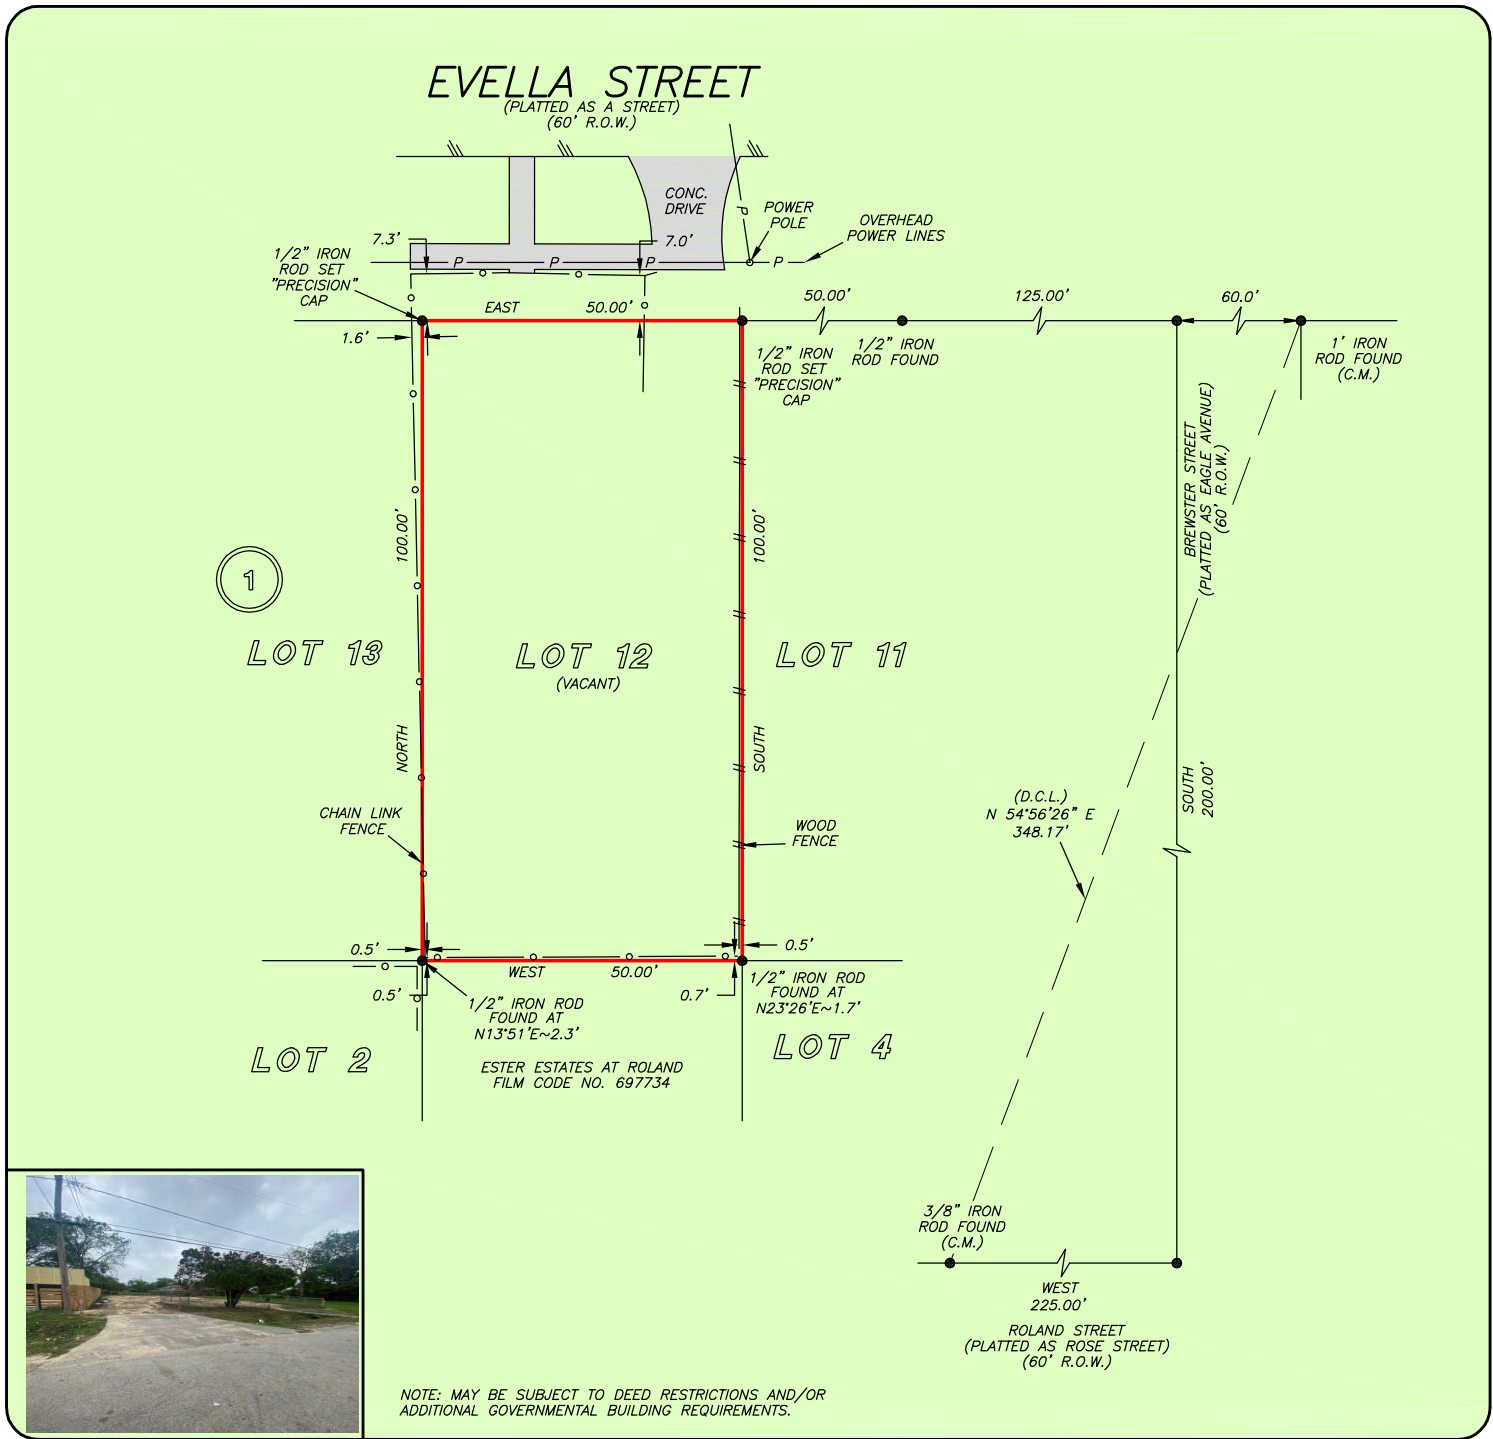 EVELLA STREET
(PLATTED AS A STREET)
(60' R.O.W.)
CONC.
DRIVE
P
POWER
POLE
OVERHEAD
POWER LINES
7.3'
7.0'
P
P
P
P
1/2" IRON
ROD SET
"PRECISION"
CAP
EAST
50.00'
50.00'
125.00'
60.0'
1.6'
1/2" IRON
ROD SET
"PRECISION"
CAP
1/2" IRON
ROD FOUND
1' IRON
ROD FOUND
(C.M.)
BREWSTER STREET
(PLATTED AS EAGLE AVENUE)
(60' R.O.W.)
100.00'
100.00'
1
LOT 13
LOT 12
(VACANT)
LOT 11
NORTH
SOUTH
CHAIN LINK
FENCE
WOOD
FENCE
(D.C.L.)
N 54°56'26" E
348.17'
SOUTH
200.00'
0.5'
0.5'
WEST
50.00'
0.5'
0.7'
1/2" IRON ROD
FOUND AT
N13°51'E~2.3'
1/2" IRON ROD
FOUND AT
N23°26'E~1.7'
LOT 2
LOT 4
ESTER ESTATES AT ROLAND
FILM CODE NO. 697734
3/8" IRON
ROD FOUND
(C.M.)
WEST
225.00'
ROLAND STREET
(PLATTED AS ROSE STREET)
(60' R.O.W.)
NOTE: MAY BE SUBJECT TO DEED RESTRICTIONS AND/OR
ADDITIONAL GOVERNMENTAL BUILDING REQUIREMENTS.